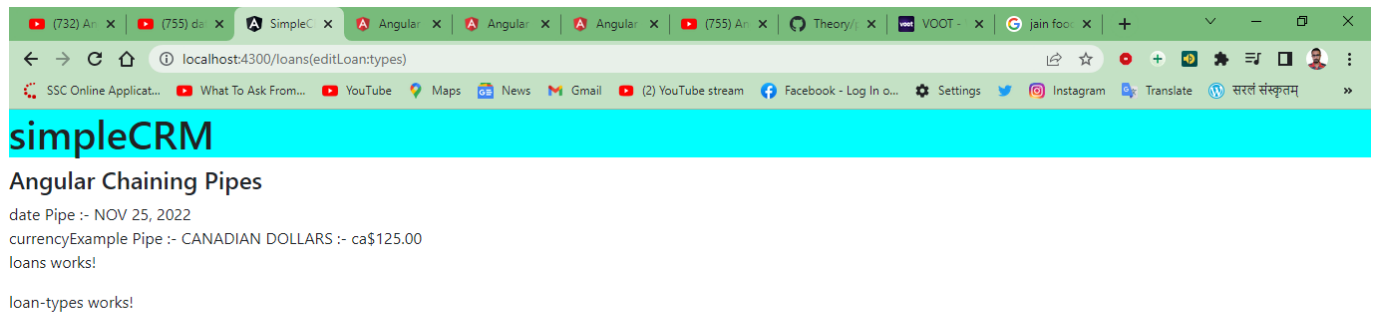 (732) An
(755) da
SimpleC
Angular
Angular
Angular
(755) An
Theory/
voot VOOT -
G jain food
localhost:4300/loans(editLoan:types)
SSC Online Applicat...
What To Ask From...
YouTube
Maps
News
Gmail
(2) YouTube stream
Facebook - Log In o...
Settings
Instagram
Translate
सरलं संस्कृतम्
»
simpleCRM
Angular Chaining Pipes
date Pipe :- NOV 25, 2022
currencyExample Pipe :- CANADIAN DOLLARS :- ca$125.00
loans works!
loan-types works!